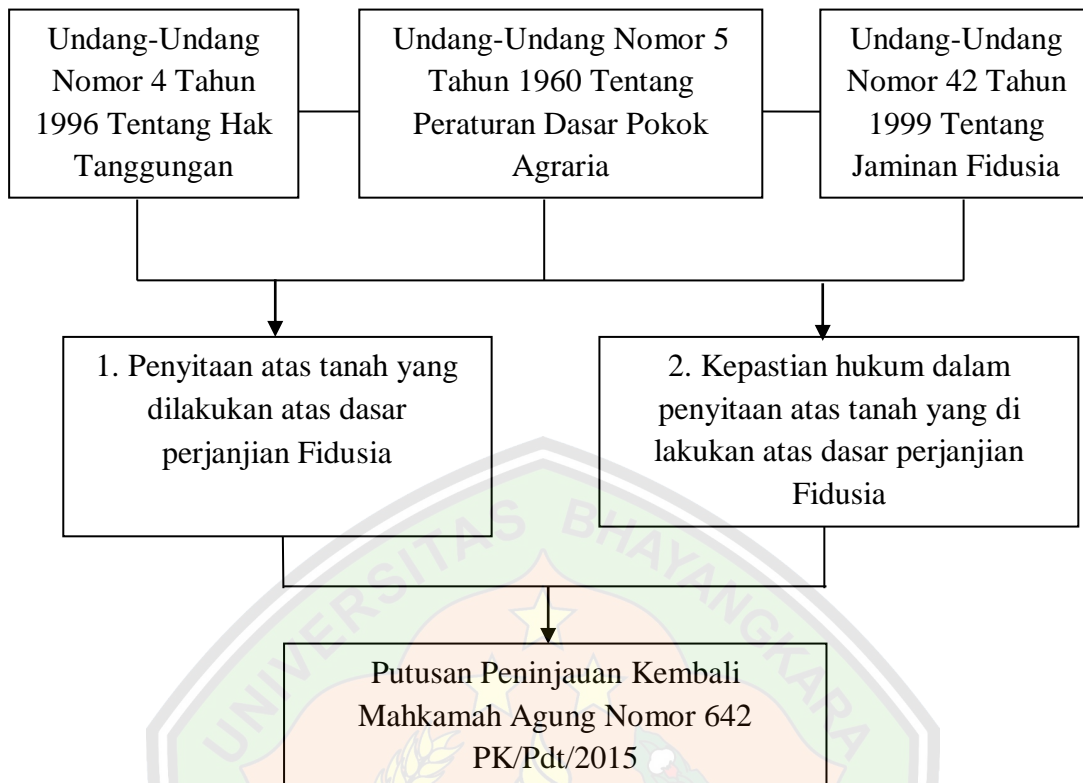 Undang-Undang
Nomor 4 Tahun
1996 Tentang Hak
Tanggungan
Undang-Undang Nomor 5
Tahun 1960 Tentang
Peraturan Dasar Pokok
Agraria
Undang-Undang
Nomor 42 Tahun
1999 Tentang
Jaminan Fidusia
1. Penyitaan atas tanah yang
dilakukan atas dasar
perjanjian Fidusia
2. Kepastian hukum dalam
penyitaan atas tanah yang di
lakukan atas dasar perjanjian
Fidusia
UNIVERSITAS BHAYANGKARA
Putusan Peninjauan Kembali
Mahkamah Agung Nomor 642
PK/Pdt/2015